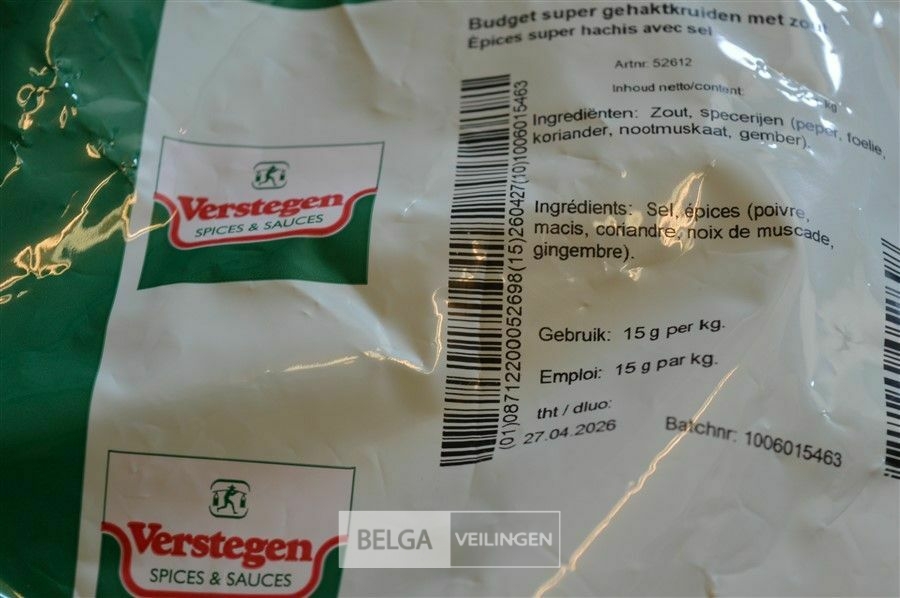 Budget super gehaktkruiden met zout
Épices super hachis avec sel
Artnr: 52612
Inhoud netto/content: kg
Ingrediënten: Zout, specerijen (peper, foelie,
koriander, nootmuskaat, gember).
Ingrédients: Sel, épices (poivre,
macis, coriandre, noix de muscade,
gingembre).
Gebruik: 15 g per kg.
Emploi: 15 g par kg.
tht / dluo:
27.04.2026
Batchnr: 1006015463
(01)08712200052698(15)260427(10)1006015463
Verstegen
SPICES & SAUCES
Verstegen
SPICES & SAUCES
BELGA VEILINGEN